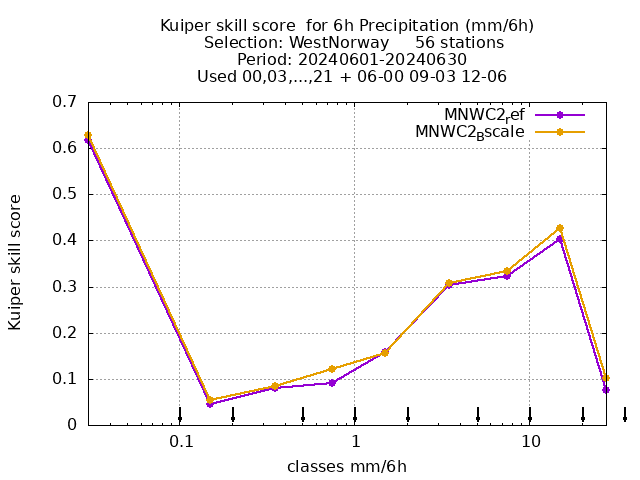 Kuiper skill score  for 6h Precipitation (mm/6h)
Selection: WestNorway     56 stations
Period: 20240601-20240630
Used 00,03,...,21 + 06-00 09-03 12-06
MNWC2ref
MNWC2Bscale
0.7
0.6
0.5
0.4
0.3
0.2
0.1
0
Kuiper skill score
0.1
1
10
classes mm/6h